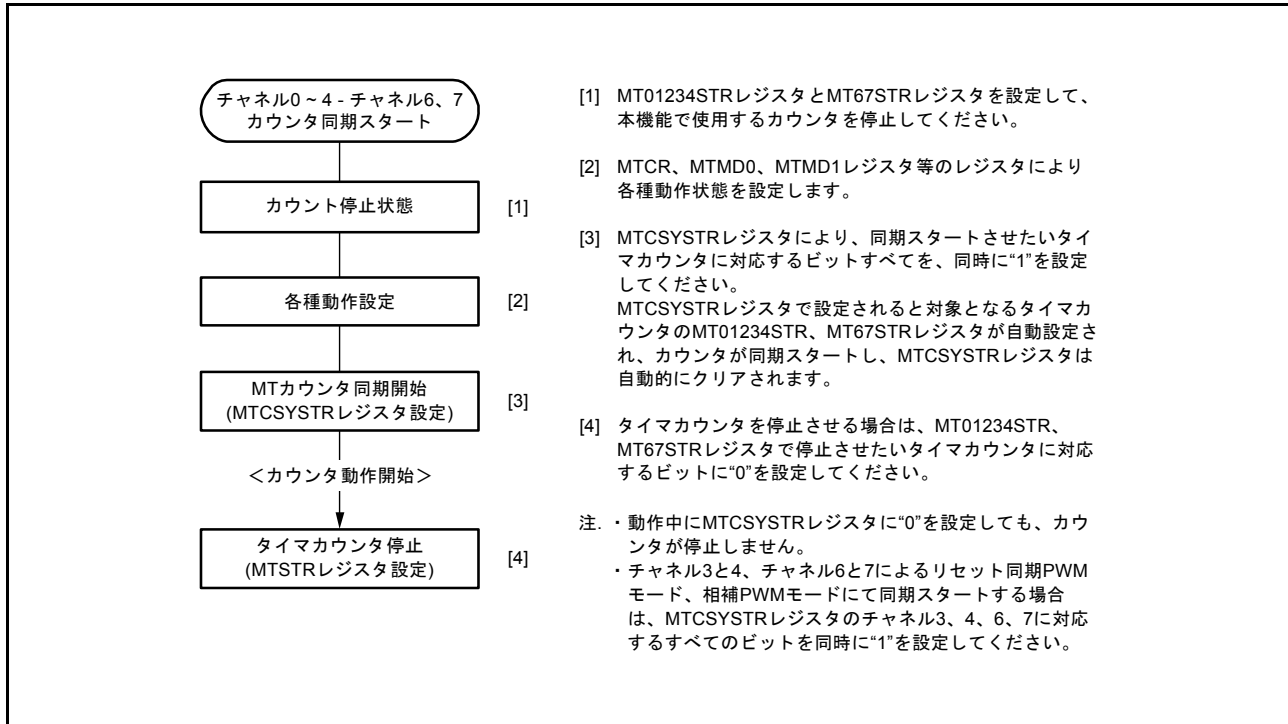 チャネル0 ~ 4 - チャネル6、7
カウンタ同期スタート
カウント停止状態
[1]
各種動作設定
[2]
MTカウンタ同期開始
(MTCSYSTRレジスタ設定)
[3]
＜カウンタ動作開始＞
タイマカウンタ停止
(MTSTRレジスタ設定)
[4]
[1] MT01234STRレジスタとMT67STRレジスタを設定して、
本機能で使用するカウンタを停止してください。
[2] MTCR、MTMD0、MTMD1レジスタ等のレジスタにより
各種動作状態を設定します。
[3] MTCSYSTRレジスタにより、同期スタートさせたいタイ
マカウンタに対応するビットすべてを、同時に“1”を設定
してください。
MTCSYSTRレジスタで設定されると対象となるタイマカ
ウンタのMT01234STR、MT67STRレジスタが自動設定さ
れ、カウンタが同期スタートし、MTCSYSTRレジスタは
自動的にクリアされます。
[4] タイマカウンタを停止させる場合は、MT01234STR、
MT67STRレジスタで停止させたいタイマカウンタに対応
するビットに“0”を設定してください。
注. ・動作中にMTCSYSTRレジスタに“0”を設定しても、カウ
ンタが停止しません。
・チャネル3と4、チャネル6と7によるリセット同期PWM
モード、相補PWMモードにて同期スタートする場合
は、MTCSYSTRレジスタのチャネル3、4、6、7に対応
するすべてのビットを同時に“1”を設定してください。